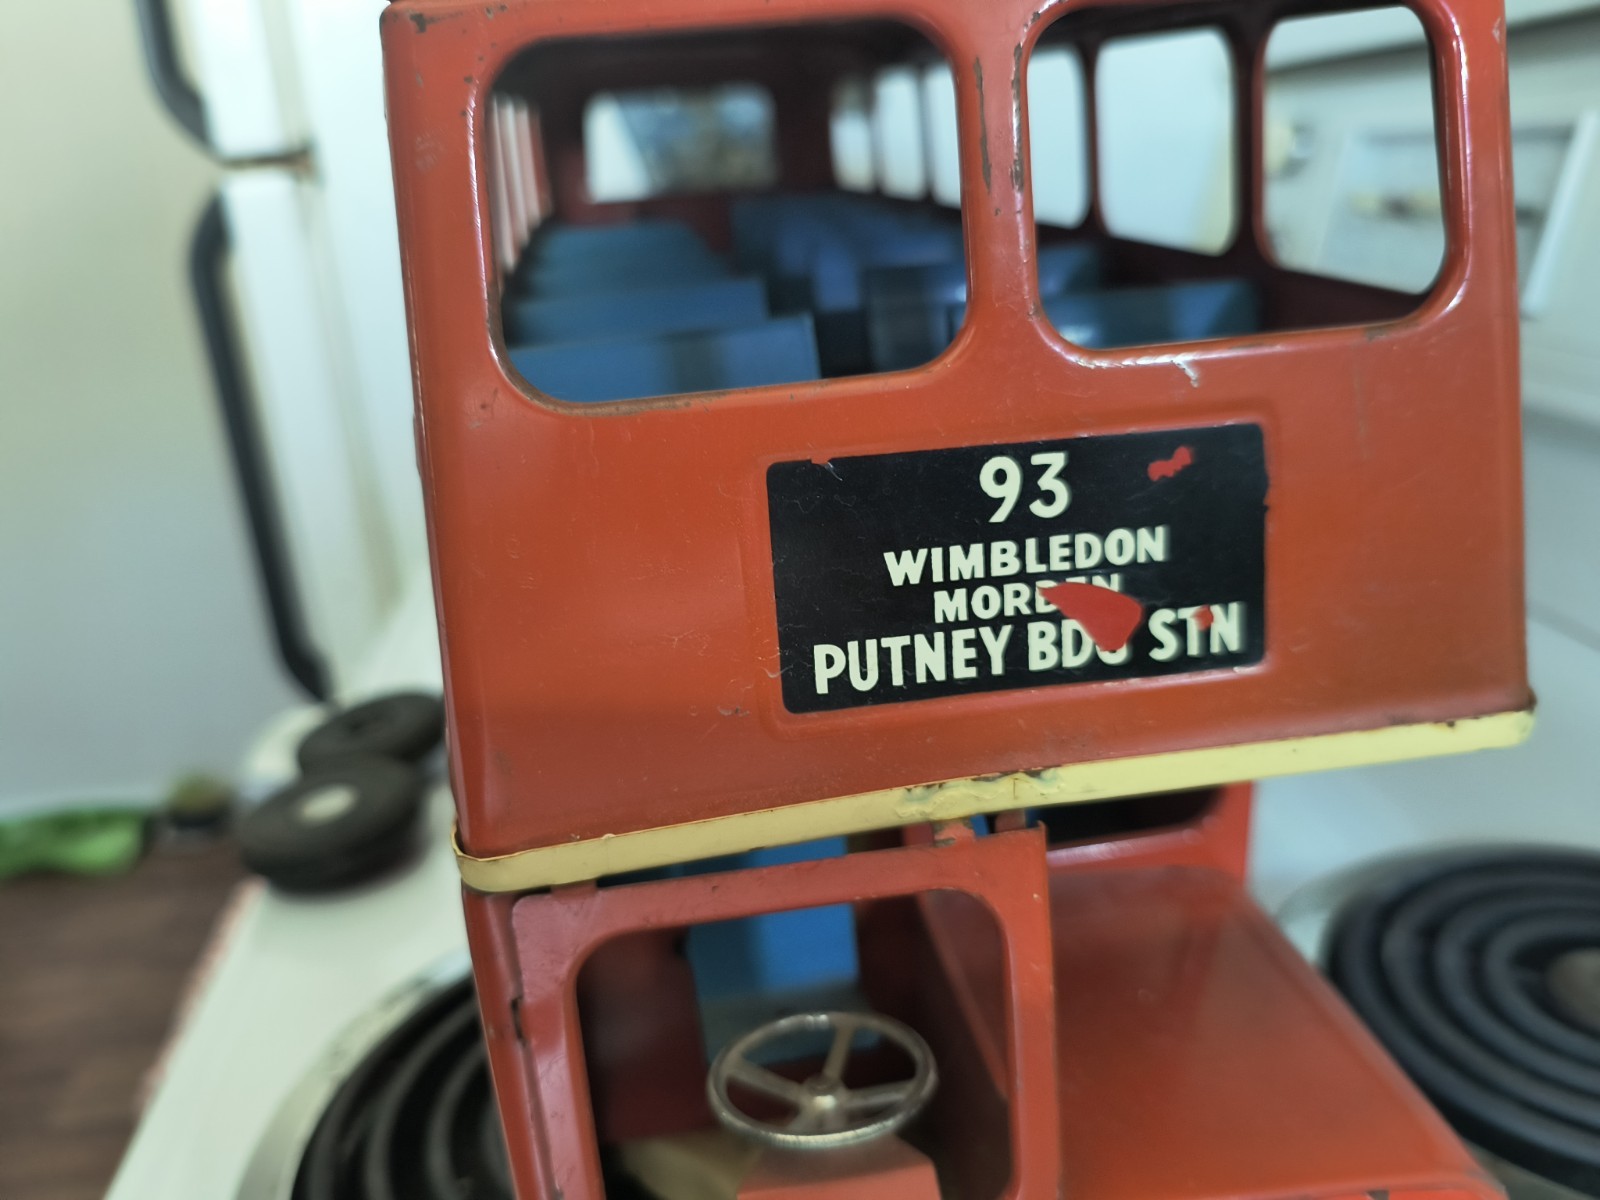 93
WIMBLEDON
MORDEN
PUTNEY BDG STN